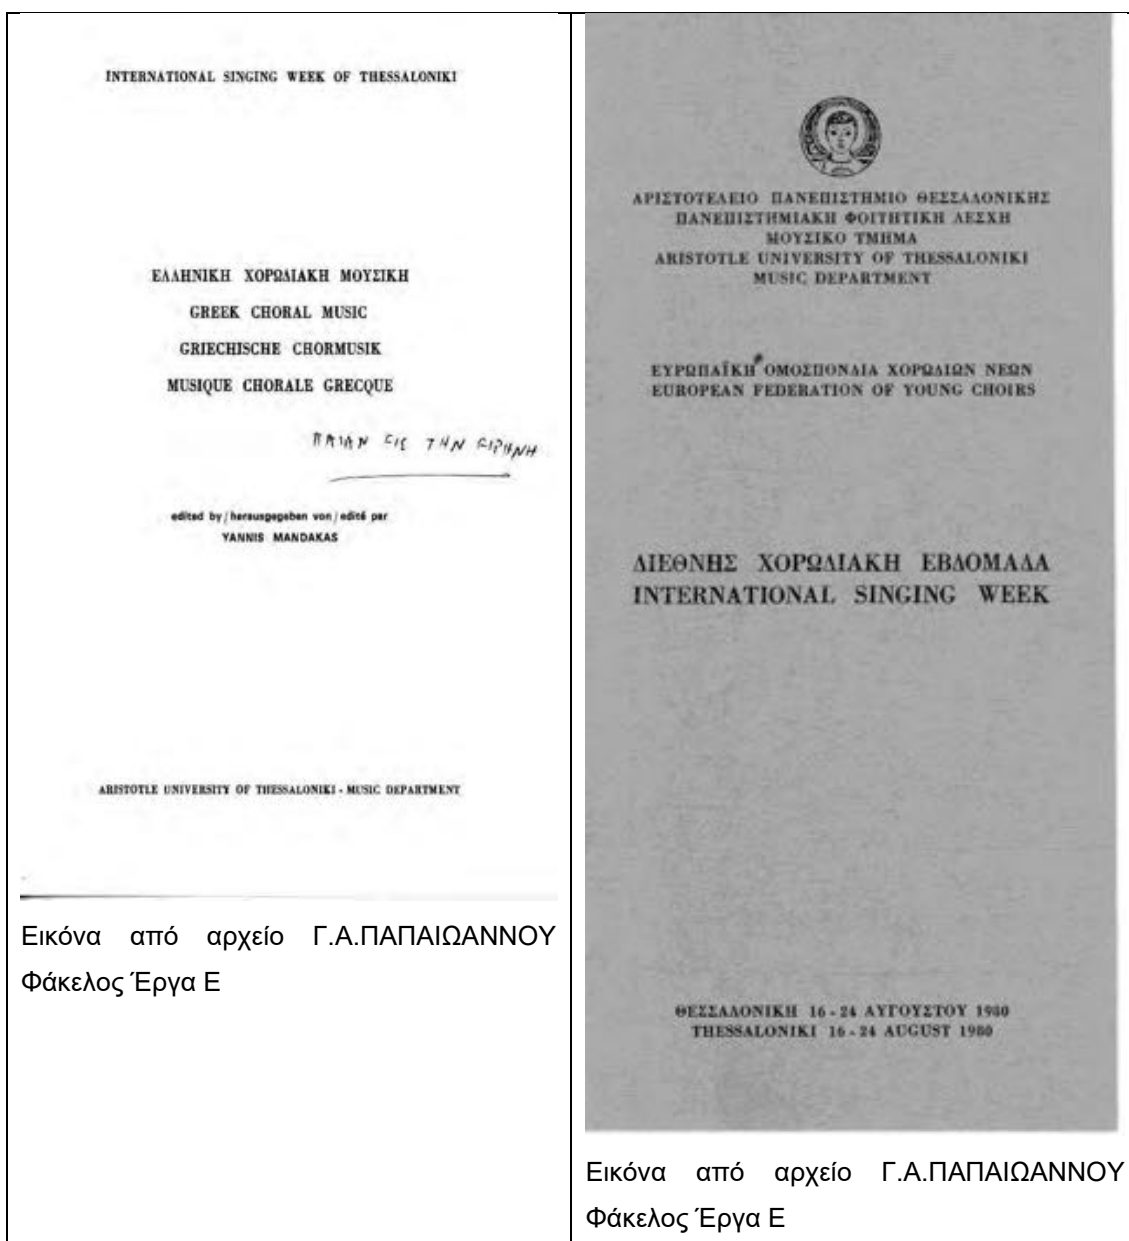 INTERNATIONAL SINGING WEEK OF THESSALONIKI
ΕΛΛΗΝΙΚΗ ΧΟΡΩΔΙΑΚΗ ΜΟΥΣΙΚΗ
GREEK CHORAL MUSIC
GRIECHISCHE CHORMUSIK
MUSIQUE CHORALE GRECQUE
ΠΑΙΑΝ ΕΙΣ ΤΗΝ ΕΙΡΗΝΗ
edited by / herausgegeben von / edité par
YANNIS MANDAKAS
ARISTOTLE UNIVERSITY OF THESSALONIKI - MUSIC DEPARTMENT
Εικόνα από αρχείο Γ.Α.ΠΑΠΑΙΩΑΝΝΟΥ
Φάκελος Έργα Ε
ΑΡΙΣΤΟΤΕΛΕΙΟ ΠΑΝΕΠΙΣΤΗΜΙΟ ΘΕΣΣΑΛΟΝΙΚΗΣ
ΠΑΝΕΠΙΣΤΗΜΙΑΚΗ ΦΟΙΤΗΤΙΚΗ ΛΕΣΧΗ
ΜΟΥΣΙΚΟ ΤΜΗΜΑ
ARISTOTLE UNIVERSITY OF THESSALONIKI
MUSIC DEPARTMENT
ΕΥΡΩΠΑΪΚΗ ΟΜΟΣΠΟΝΔΙΑ ΧΟΡΩΔΙΩΝ ΝΕΩΝ
EUROPEAN FEDERATION OF YOUNG CHOIRS
ΔΙΕΘΝΗΣ ΧΟΡΩΔΙΑΚΗ ΕΒΔΟΜΑΔΑ
INTERNATIONAL SINGING WEEK
ΘΕΣΣΑΛΟΝΙΚΗ 16 - 24 ΑΥΓΟΥΣΤΟΥ 1980
THESSALONIKI 16 - 24 AUGUST 1980
Εικόνα από αρχείο Γ.Α.ΠΑΠΑΙΩΑΝΝΟΥ
Φάκελος Έργα Ε